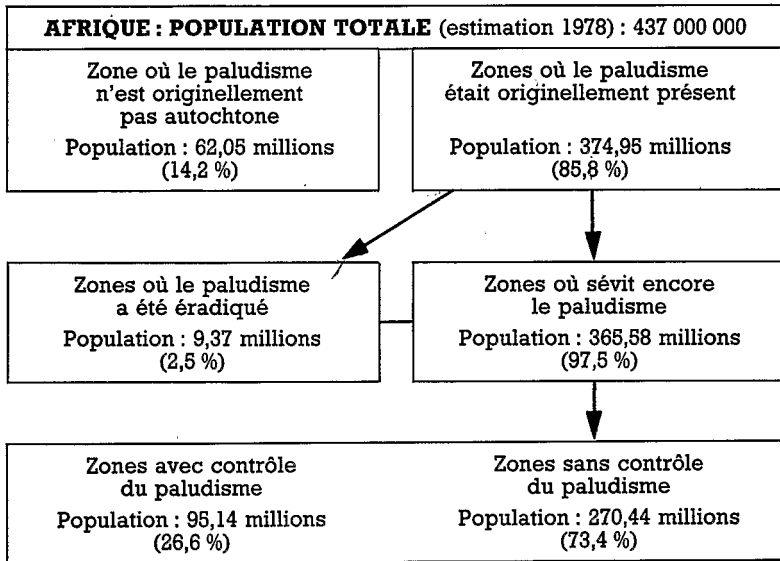 AFRIQUE : POPULATION TOTALE (estimation 1978) : 437 000 000
Zone où le paludisme
n'est originellement
pas autochtone
Population : 62,05 millions
(14,2 %)
Zones où le paludisme
était originellement présent
Population : 374,95 millions
(85,8 %)
Zones où le paludisme
a été éradiqué
Population : 9,37 millions
(2,5 %)
Zones où sévit encore
le paludisme
Population : 365,58 millions
(97,5 %)
Zones avec contrôle
du paludisme
Population : 95,14 millions
(26,6 %)
Zones sans contrôle
du paludisme
Population : 270,44 millions
(73,4 %)